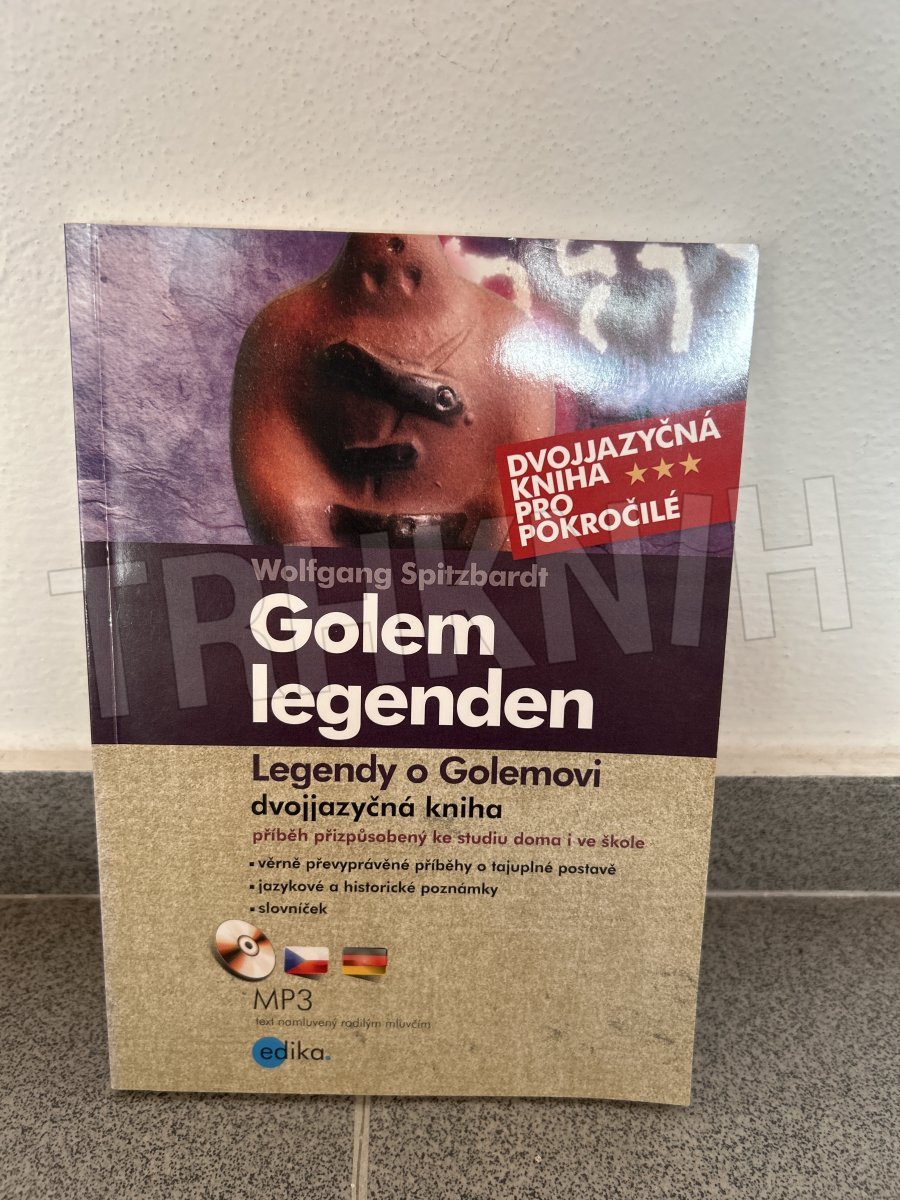 DVOJJAZYČNÁ
KNIHA
PRO
POKROČILÉ
Wolfgang Spitzbardt
Golem
legenden
Legendy o Golemovi
dvojjazyčná kniha
příběh přizpůsobený ke studiu doma i ve škole
▪ věrně převyprávěné příběhy o tajuplné postavě
▪ jazykové a historické poznámky
▪ slovníček
MP3
text namluvený rodilým mluvčím
edika.
TRHKNIH